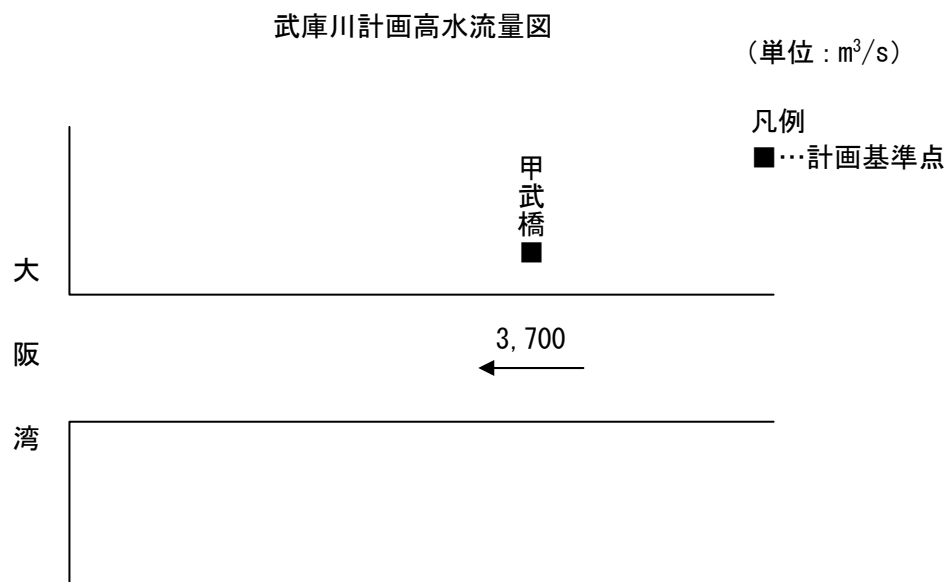 武庫川計画高水流量図
（単位：m³/s）
凡例
■…計画基準点
甲武橋
■
大阪湾
3,700